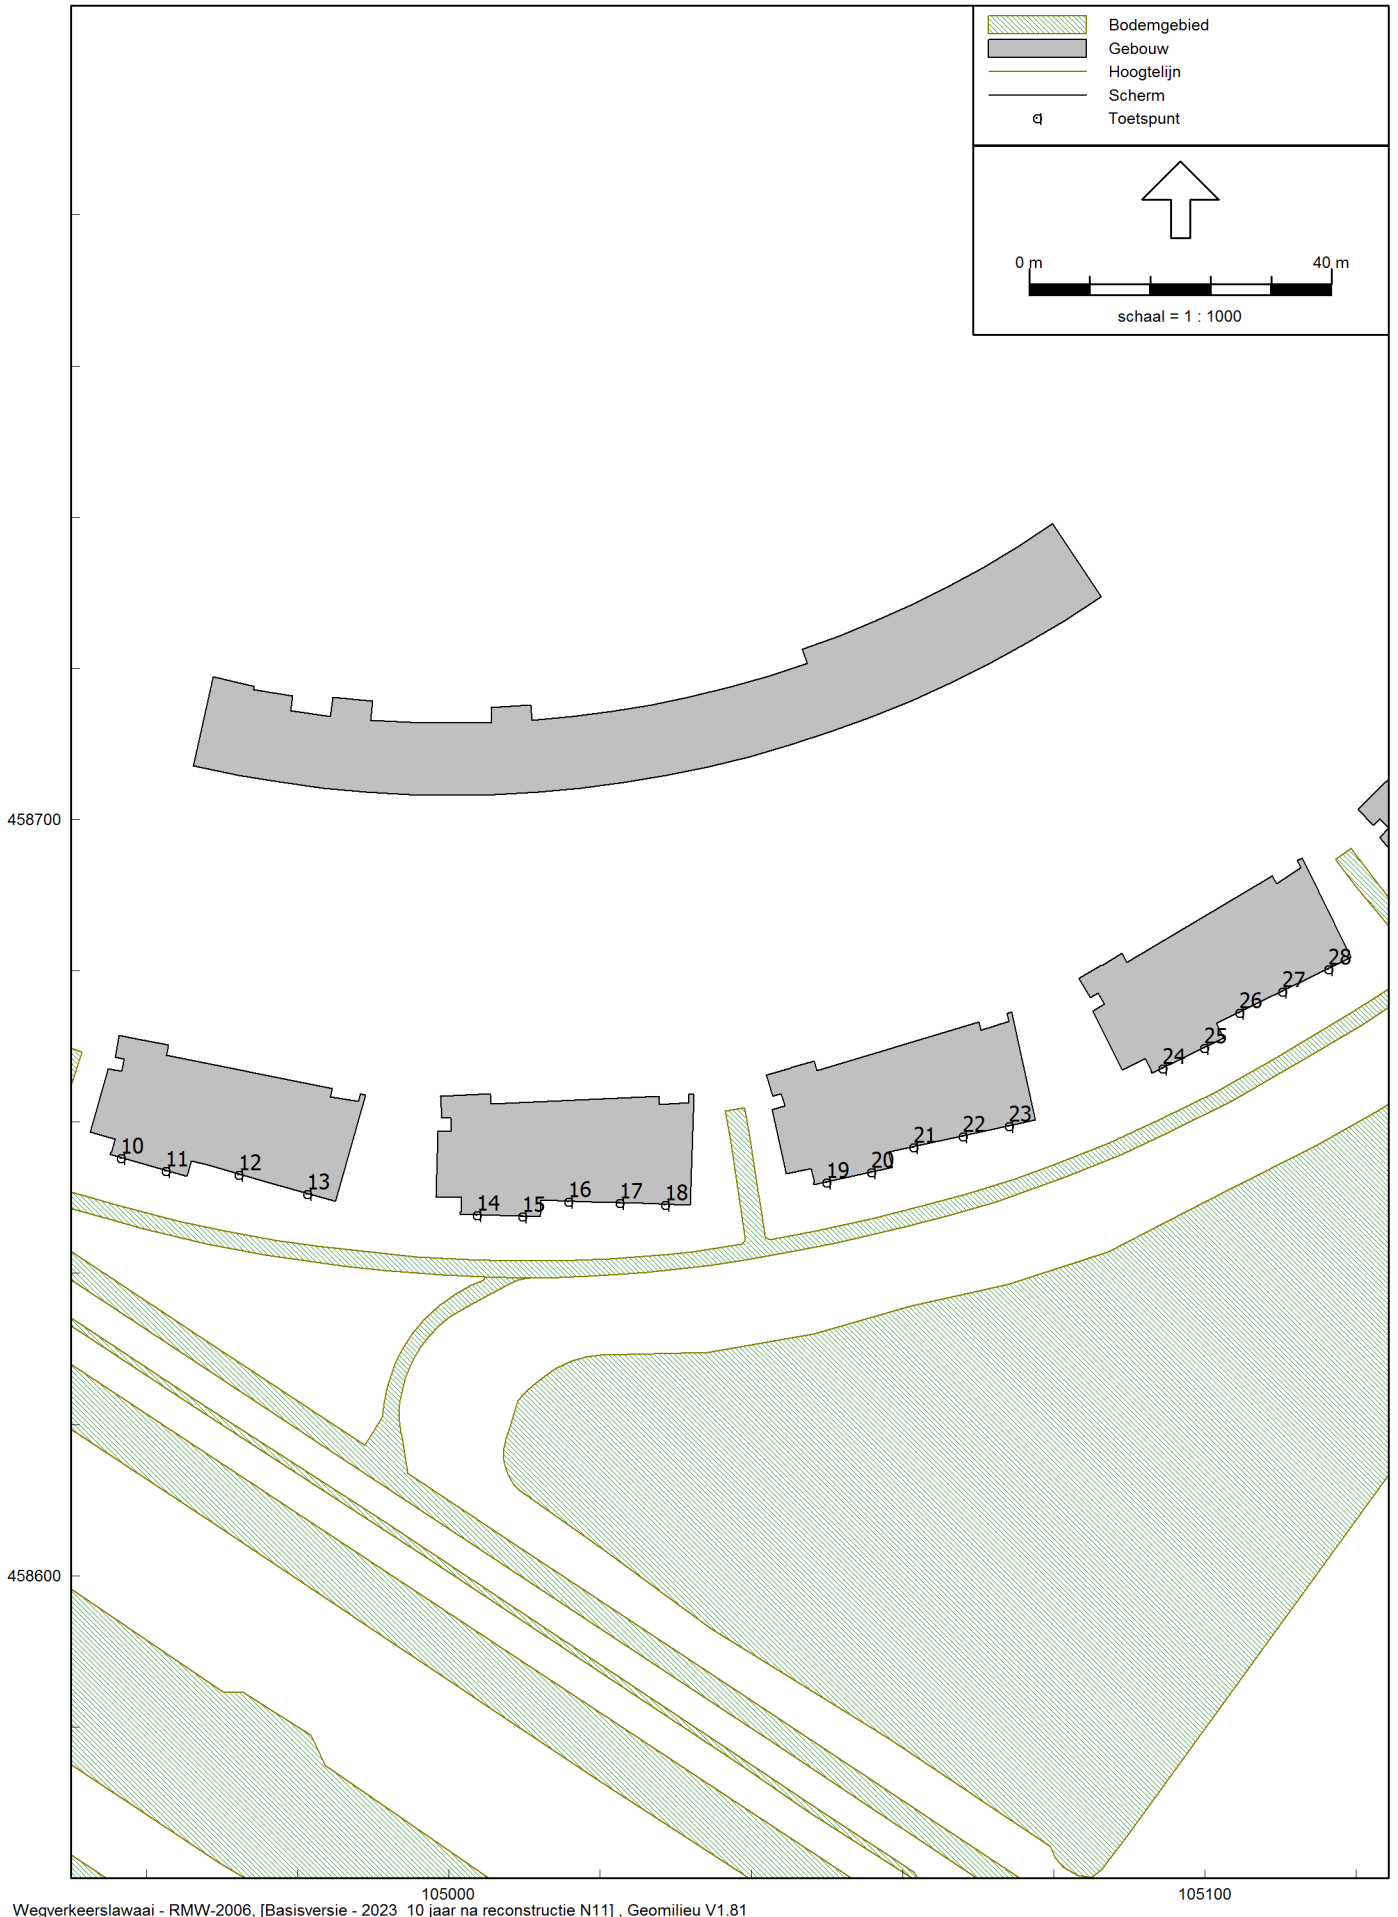 Bodemgebied
Gebouw
Hoogtelijn
Scherm
Toetspunt
0 m 40 m
schaal = 1 : 1000
458700
28
27
26
25
24
23
22
21
20
19
10
11
12
13
14
15
16
17
18
458600
105000 105100
Wegverkeerslawaai - RMW-2006, [Basisversie - 2023 10 jaar na reconstructie N11] , Geomilieu V1.81